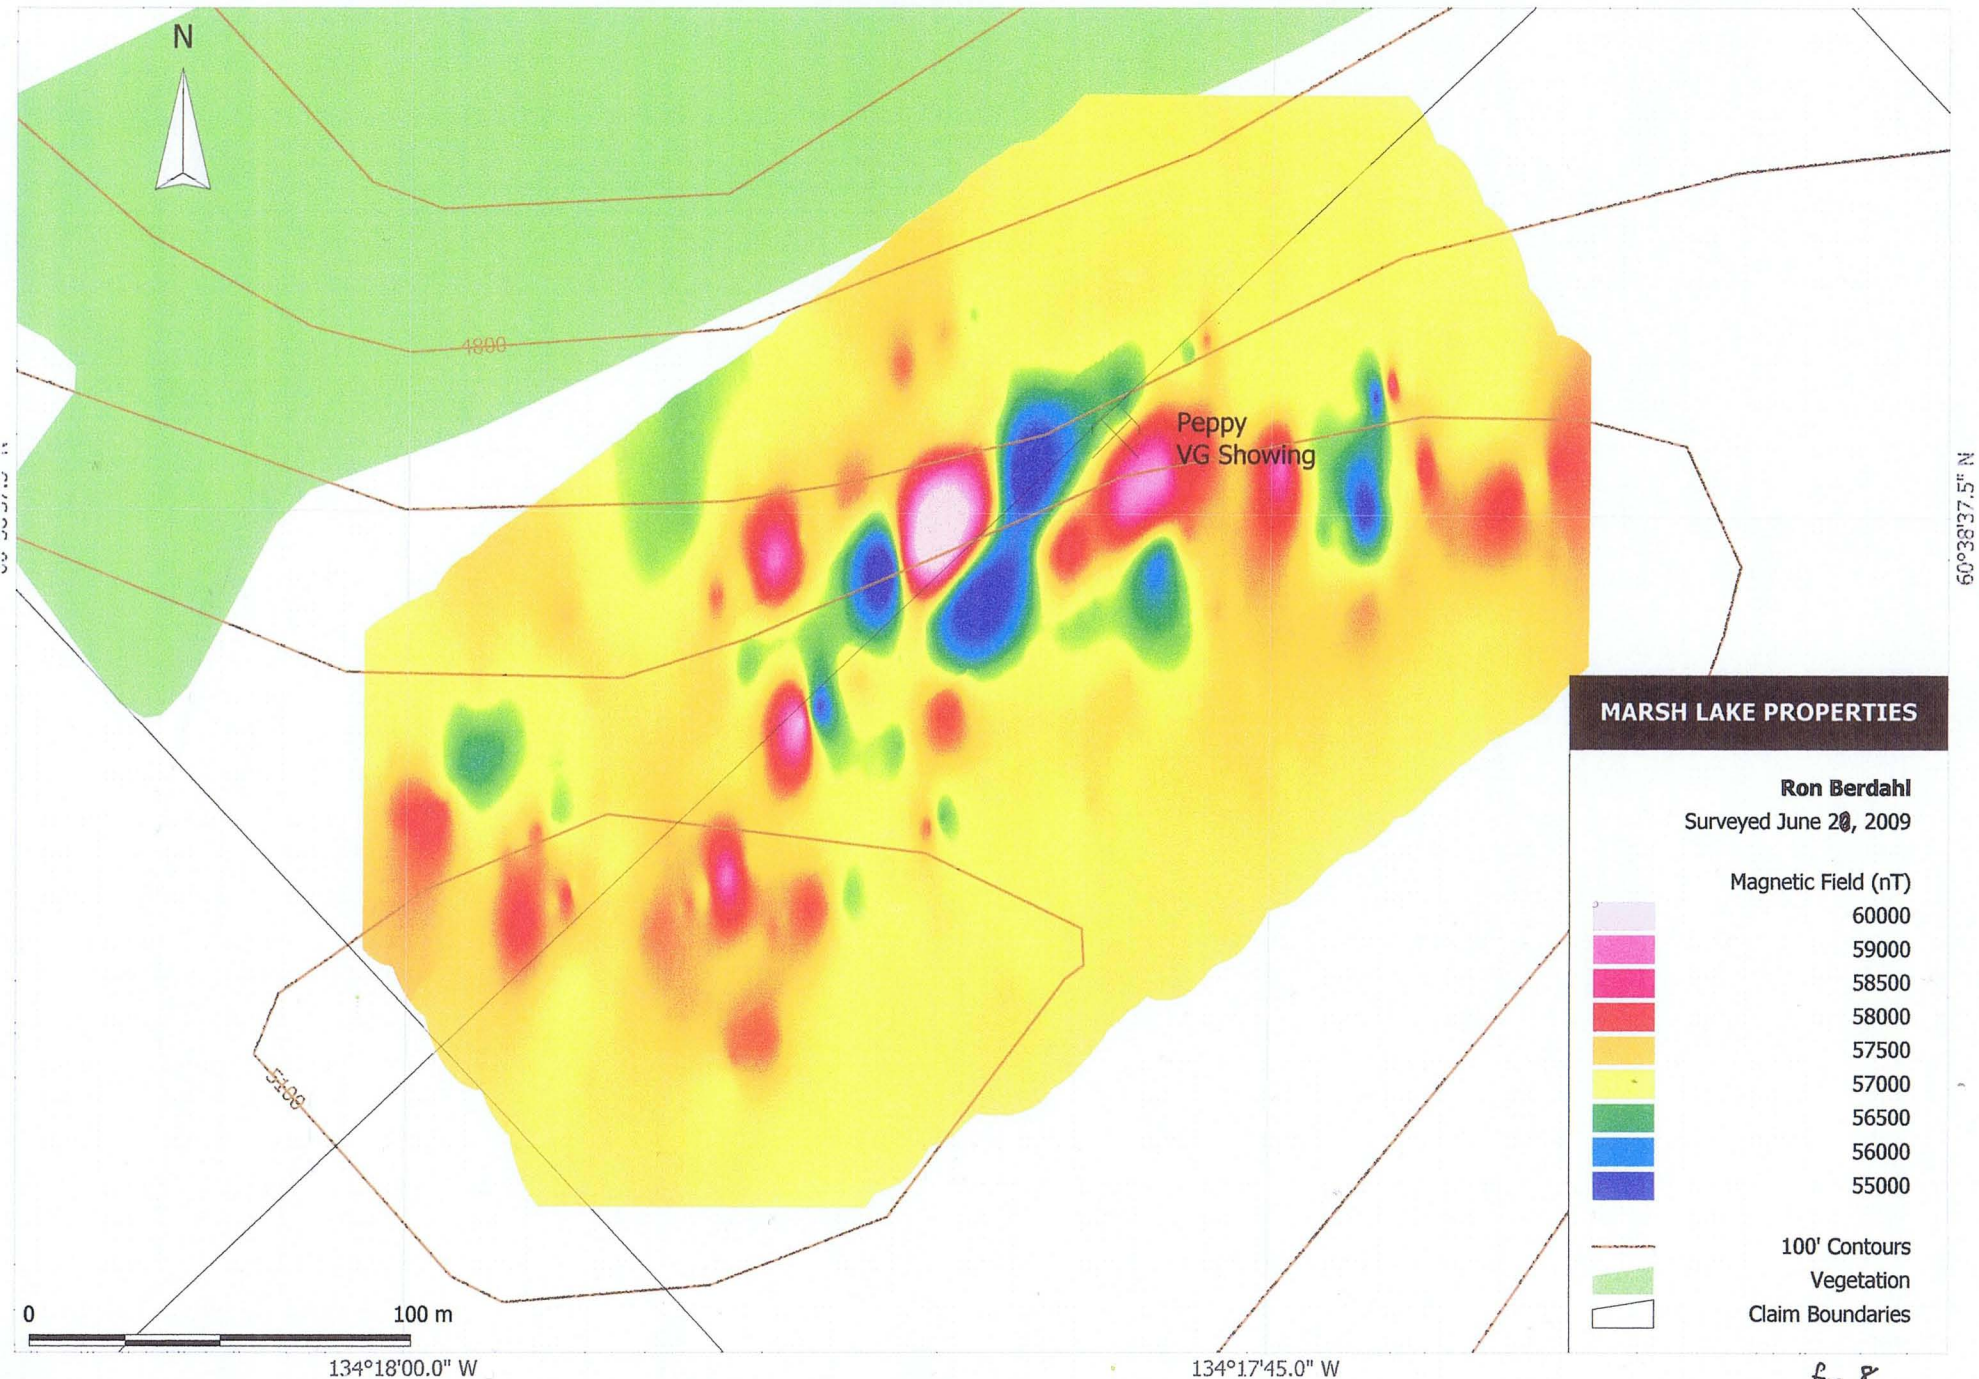 N
4800
Peppy
VG Showing
60°38'37.5" N
5100
MARSH LAKE PROPERTIES
Ron Berdahl
Surveyed June , 2009
Magnetic Field (nT)
60000
59000
58500
58000
57500
57000
56500
56000
55000
100' Contours
Vegetation
Claim Boundaries
0
100 m
134°18'00.0" W
134°17'45.0" W